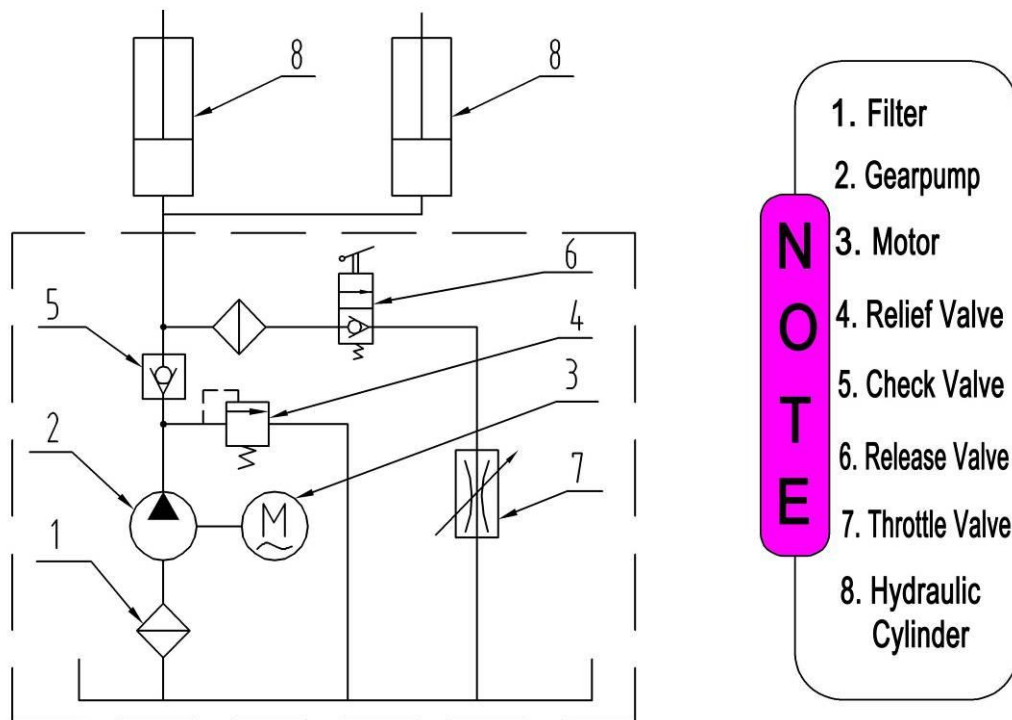 8
8
6
5
4
3
2
7
1
M
NOTE
1. Filter
2. Gearpump
3. Motor
4. Relief Valve
5. Check Valve
6. Release Valve
7. Throttle Valve
8. Hydraulic
Cylinder